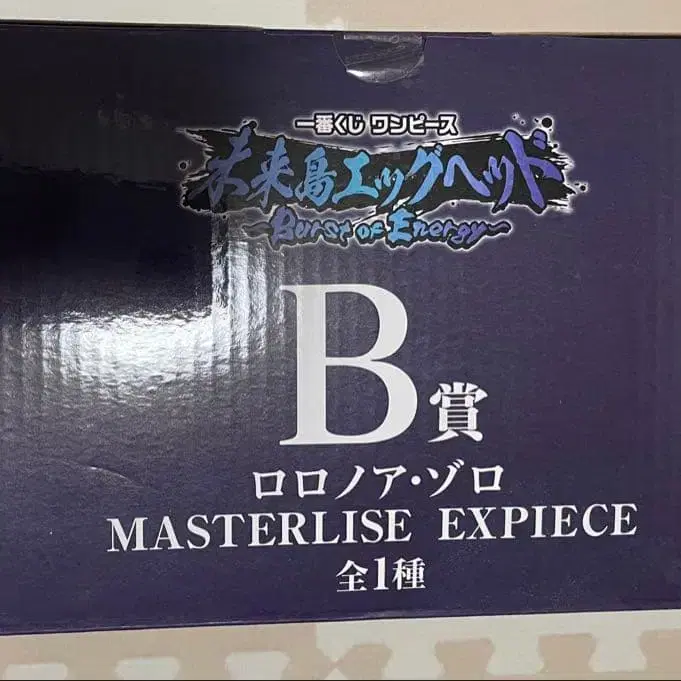 一番くじ ワンピース
未来島エッグヘッド
~Burst of Energy~
B賞
ロロノア・ゾロ
MASTERLISE EXPIECE
全1種